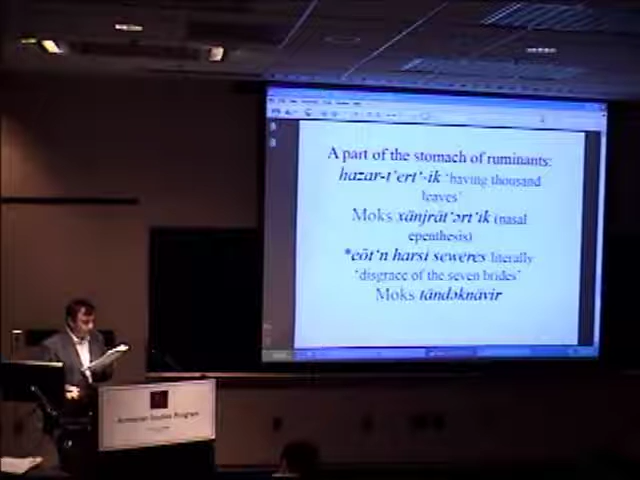 A part of the stomach of ruminants:
hazar-t'ert'-ik 'having thousand
leaves'
Moks xänjrät'ərt'ik (nasal
epenthesis)
*eōt'n harsi seweres literally
'disgrace of the seven brides'
Moks tändəknävir
Armenian Studies Program